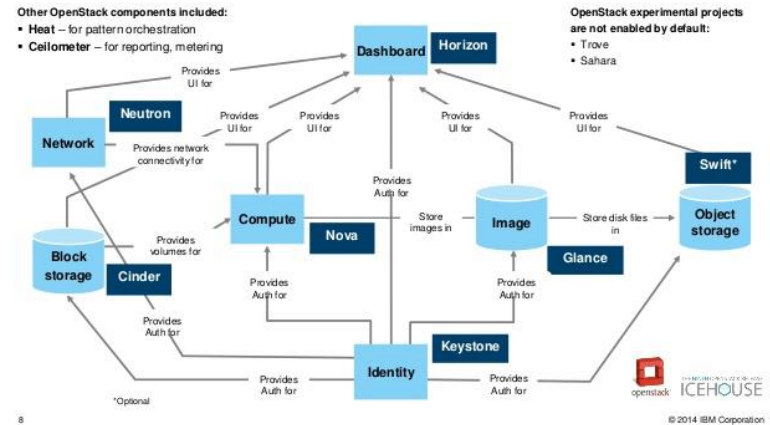 Other OpenStack components included:
▪ Heat – for pattern orchestration
▪ Ceilometer – for reporting, metering
OpenStack experimental projects
are not enabled by default:
▪ Trove
▪ Sahara
Dashboard
Horizon
Provides
UI for
Neutron
Network
Provides
UI for
Provides
UI for
Provides
UI for
Provides
UI for
Provides network
connectivity for
Swift*
Provides
Auth for
Compute
Nova
Store
images in
Image
Glance
Store disk files
in
Object
storage
Provides
volumes for
Block
storage
Cinder
Provides
Auth for
Provides
Auth for
Provides
Auth for
Keystone
Identity
Provides
Auth for
Provides
Auth for
*Optional
openstack
ICEHOUSE
8
© 2014 IBM Corporation